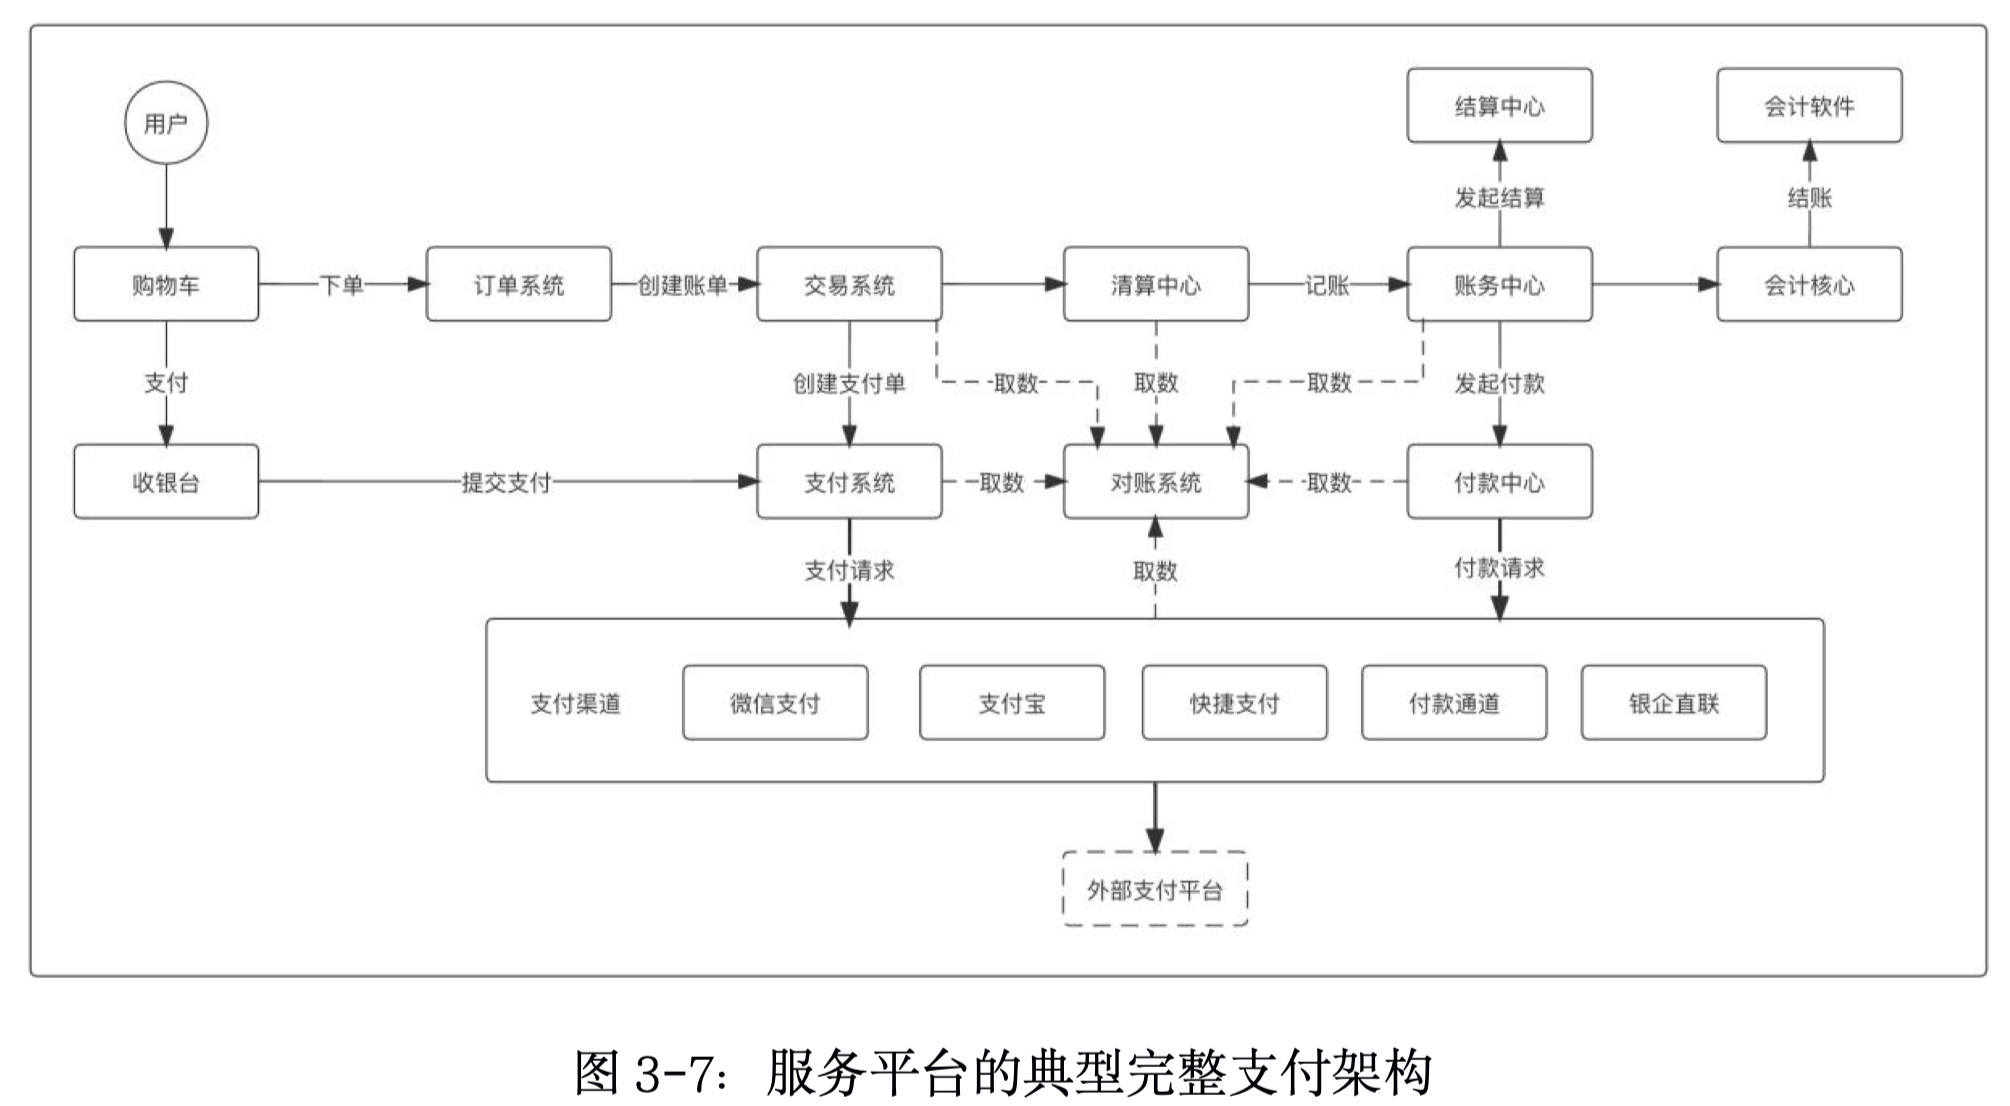 用户
结算中心
会计软件
发起结算
结账
购物车
下单
订单系统
创建账单
交易系统
清算中心
记账
账务中心
会计核心
支付
创建支付单
取数
取数
取数
发起付款
收银台
提交支付
支付系统
取数
对账系统
取数
付款中心
支付请求
取数
付款请求
支付渠道
微信支付
支付宝
快捷支付
付款通道
银企直联
外部支付平台
图 3-7：服务平台的典型完整支付架构